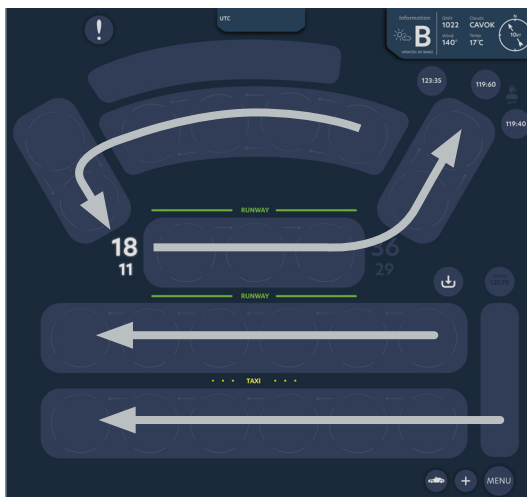 UTC
Information
B
QNH
1022
Clouds
CAVOK
Wind
140°
Temp
17°C
N
10KT
123:35
119:60
119:40
RUNWAY
18
36
11
29
RUNWAY
TAXI
MENU